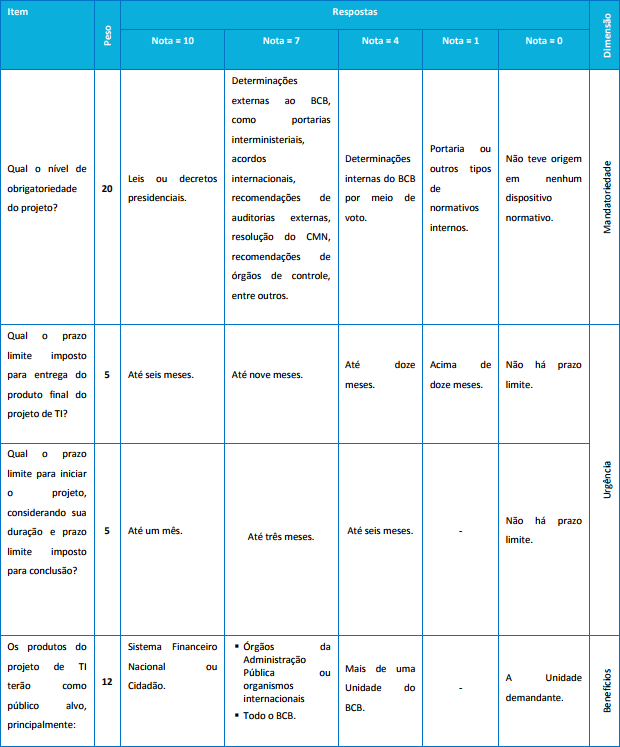 Item
Peso
Respostas
Dimensão
Nota = 10
Nota = 7
Nota = 4
Nota = 1
Nota = 0
Qual o nível de
obrigatoriedade
do projeto?
20
Leis ou decretos
presidenciais.
Determinações
externas ao BCB,
como portarias
interministeriais,
acordos
internacionais,
recomendações de
auditorias externas,
resolução do CMN,
recomendações de
órgãos de controle,
entre outros.
Determinações
internas do BCB
por meio de
voto.
Portaria ou
outros tipos
de
normativos
internos.
Não teve origem
em nenhum
dispositivo
normativo.
Mandatoriedade
Qual o prazo
limite imposto
para entrega do
produto final do
projeto de TI?
5
Até seis meses.
Até nove meses.
Até doze
meses.
Acima de
doze meses.
Não há prazo
limite.
Urgência
Qual o prazo
limite para iniciar
o projeto,
considerando sua
duração e prazo
limite imposto
para conclusão?
5
Até um mês.
Até três meses.
Até seis meses.
-
Não há prazo
limite.
Os produtos do
projeto de TI
terão como
público alvo,
principalmente:
12
Sistema Financeiro
Nacional ou
Cidadão.
▪ Órgãos da
Administração
Pública ou
organismos
internacionais
▪ Todo o BCB.
Mais de uma
Unidade do
BCB.
-
A Unidade
demandante.
Benefícios